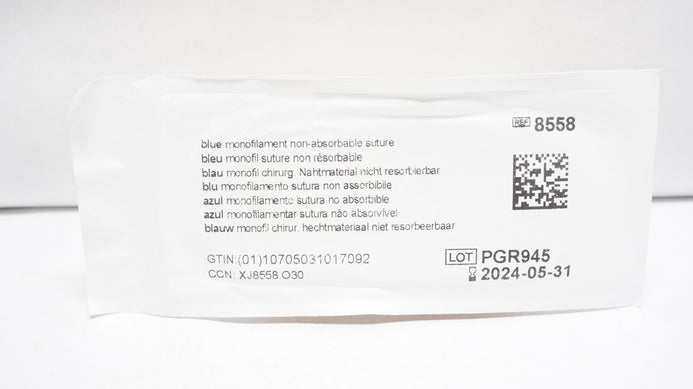 REF 8558
blue monofilament non-absorbable suture
bleu monofil suture non résorbable
blau monofil chirurg. Nahtmaterial nicht resorbierbar
blu monofilamento sutura non assorbibile
azul monofilamento sutura no absorbible
azul monofilamentar sutura não absorvível
blauw monofil chirur. hechtmateriaal niet resorbeerbaar
GTIN:(01)10705031017092
CCN: XJ8558.O30
LOT PGR945
2024-05-31